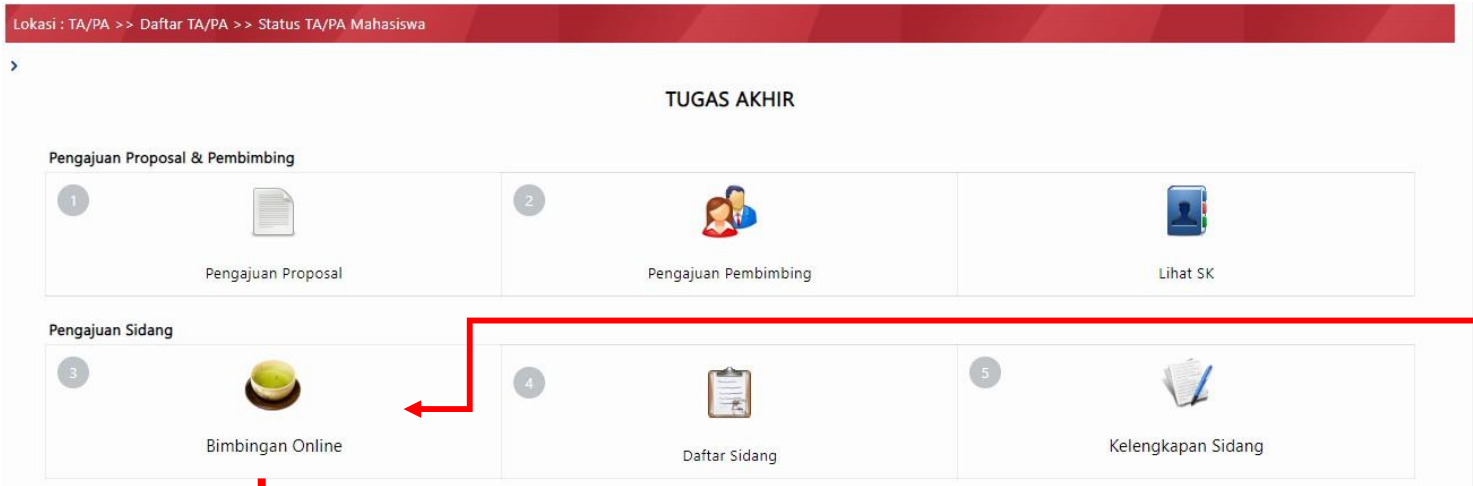 Lokasi : TA/PA >> Daftar TA/PA >> Status TA/PA Mahasiswa
TUGAS AKHIR
Pengajuan Proposal & Pembimbing
1
2
Pengajuan Proposal
Pengajuan Pembimbing
Lihat SK
Pengajuan Sidang
3
4
5
Bimbingan Online
Daftar Sidang
Kelengkapan Sidang